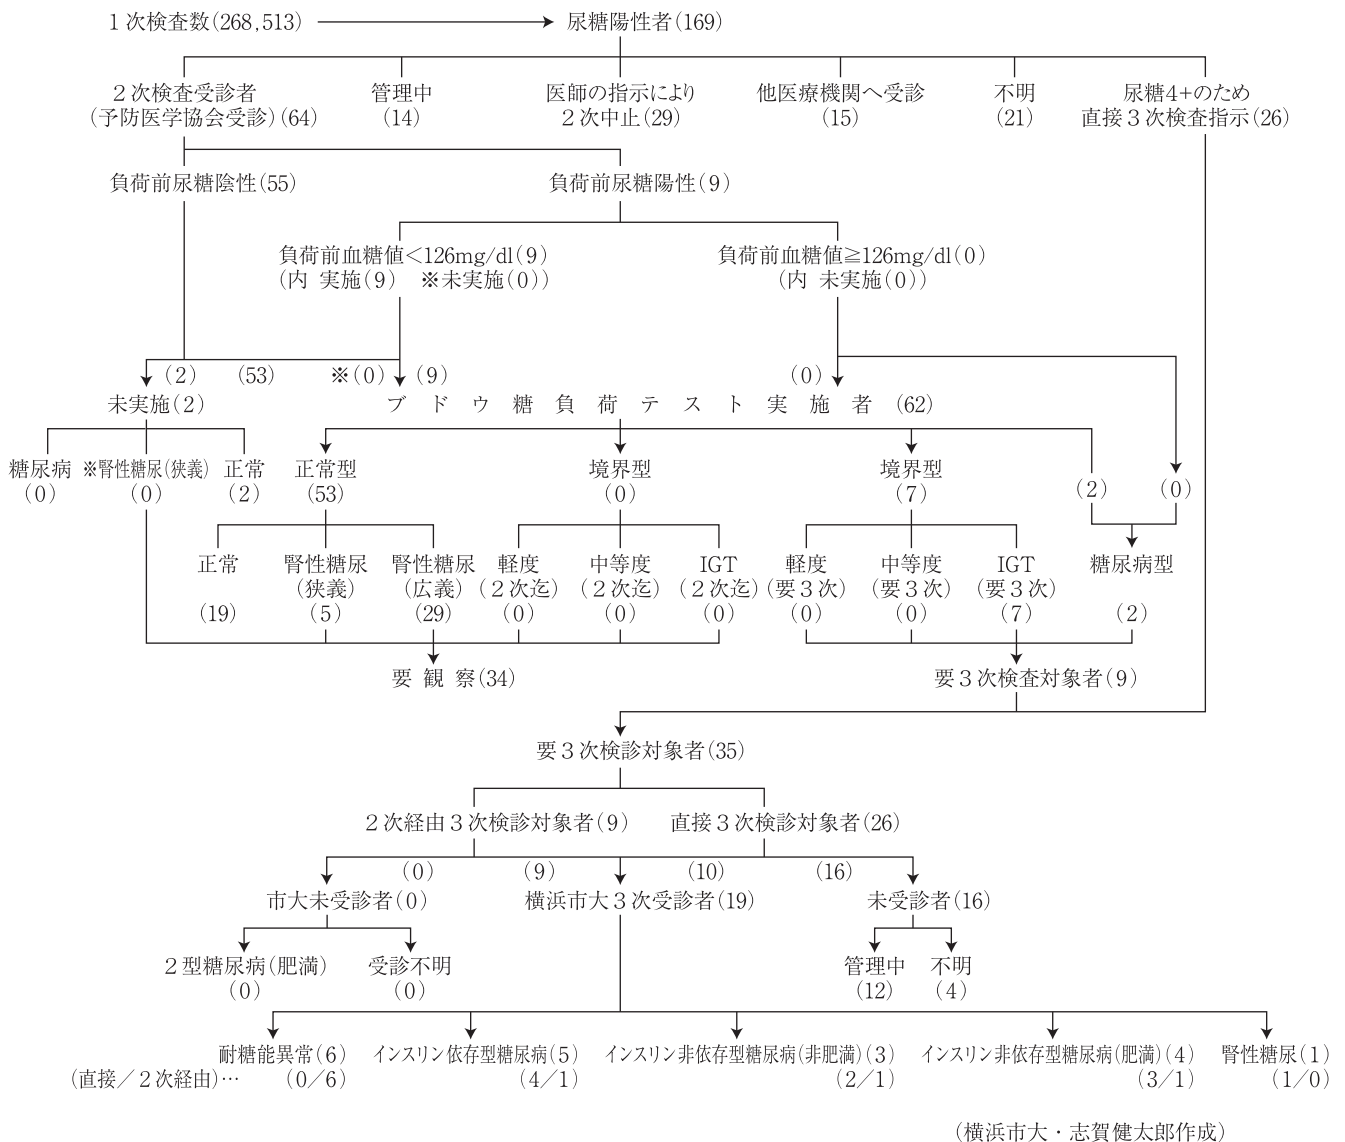 １次検査数(268,513)
尿糖陽性者(169)
２次検査受診者
(予防医学協会受診)(64)
管理中
(14)
医師の指示により
２次中止(29)
他医療機関へ受診
(15)
不明
(21)
尿糖4+のため
直接３次検査指示(26)
負荷前尿糖陰性(55)
負荷前尿糖陽性(９)
負荷前血糖値＜126mg/dl(９)
(内 実施(９) ※未実施(０))
負荷前血糖値≧126mg/dl(０)
(内 未実施(０))
(２)
(53)
※(０)
(９)
(０)
未実施(２)
ブドウ糖負荷テスト実施者 (62)
糖尿病
(０)
※腎性糖尿(狭義)
(０)
正常
(２)
正常型
(53)
境界型
(０)
境界型
(７)
(２)
(０)
正常
(19)
腎性糖尿
(狭義)
(５)
腎性糖尿
(広義)
(29)
軽度
(２次迄)
(０)
中等度
(２次迄)
(０)
IGT
(２次迄)
(０)
軽度
(要３次)
(０)
中等度
(要３次)
(０)
IGT
(要３次)
(７)
糖尿病型
(２)
要 観 察(34)
要３次検査対象者(９)
要３次検診対象者(35)
２次経由３次検診対象者(９)
直接３次検診対象者(26)
(０)
(９)
(10)
(16)
市大未受診者(０)
横浜市大３次受診者(19)
未受診者(16)
２型糖尿病(肥満)
(０)
受診不明
(０)
管理中
(12)
不明
(４)
耐糖能異常(６)
インスリン依存型糖尿病(５)
インスリン非依存型糖尿病(非肥満)(３)
インスリン非依存型糖尿病(肥満)(４)
腎性糖尿(１)
(直接／２次経由)…
(０/６)
(４/１)
(２/１)
(３/１)
(１/０)
(横浜市大・志賀健太郎作成)